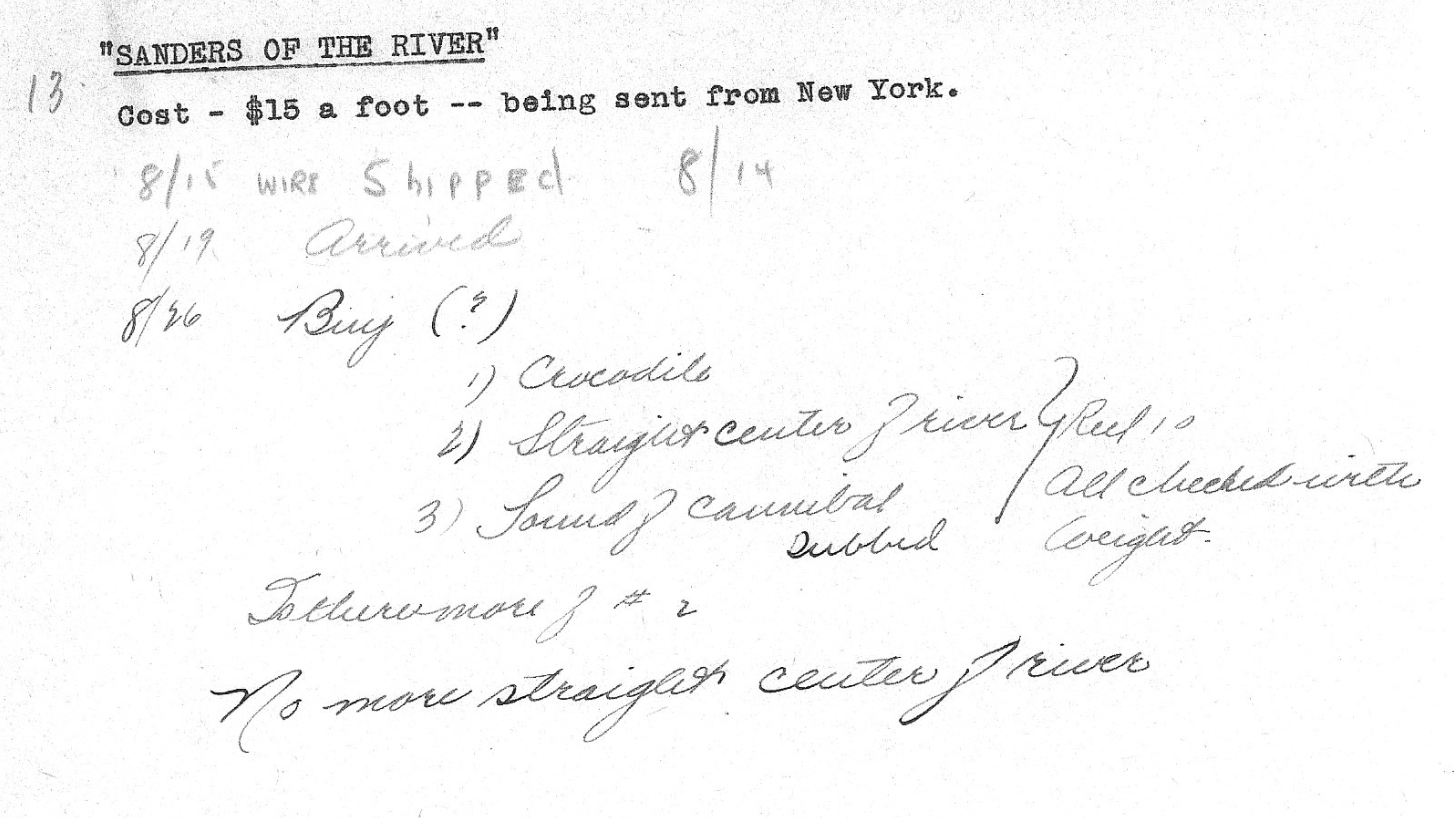 "SANDERS OF THE RIVER"
13
Cost - $15 a foot -- being sent from New York.
8/15 WIRE Shipped 8/14
8/19 Arrived
8/26 Buy (?)
1) Crocodile
2) Straight center of river } Reel 10
3) Sound of cannibal All checked with
Dubbed Weight.
Is there more of # 2
No more straight center of river